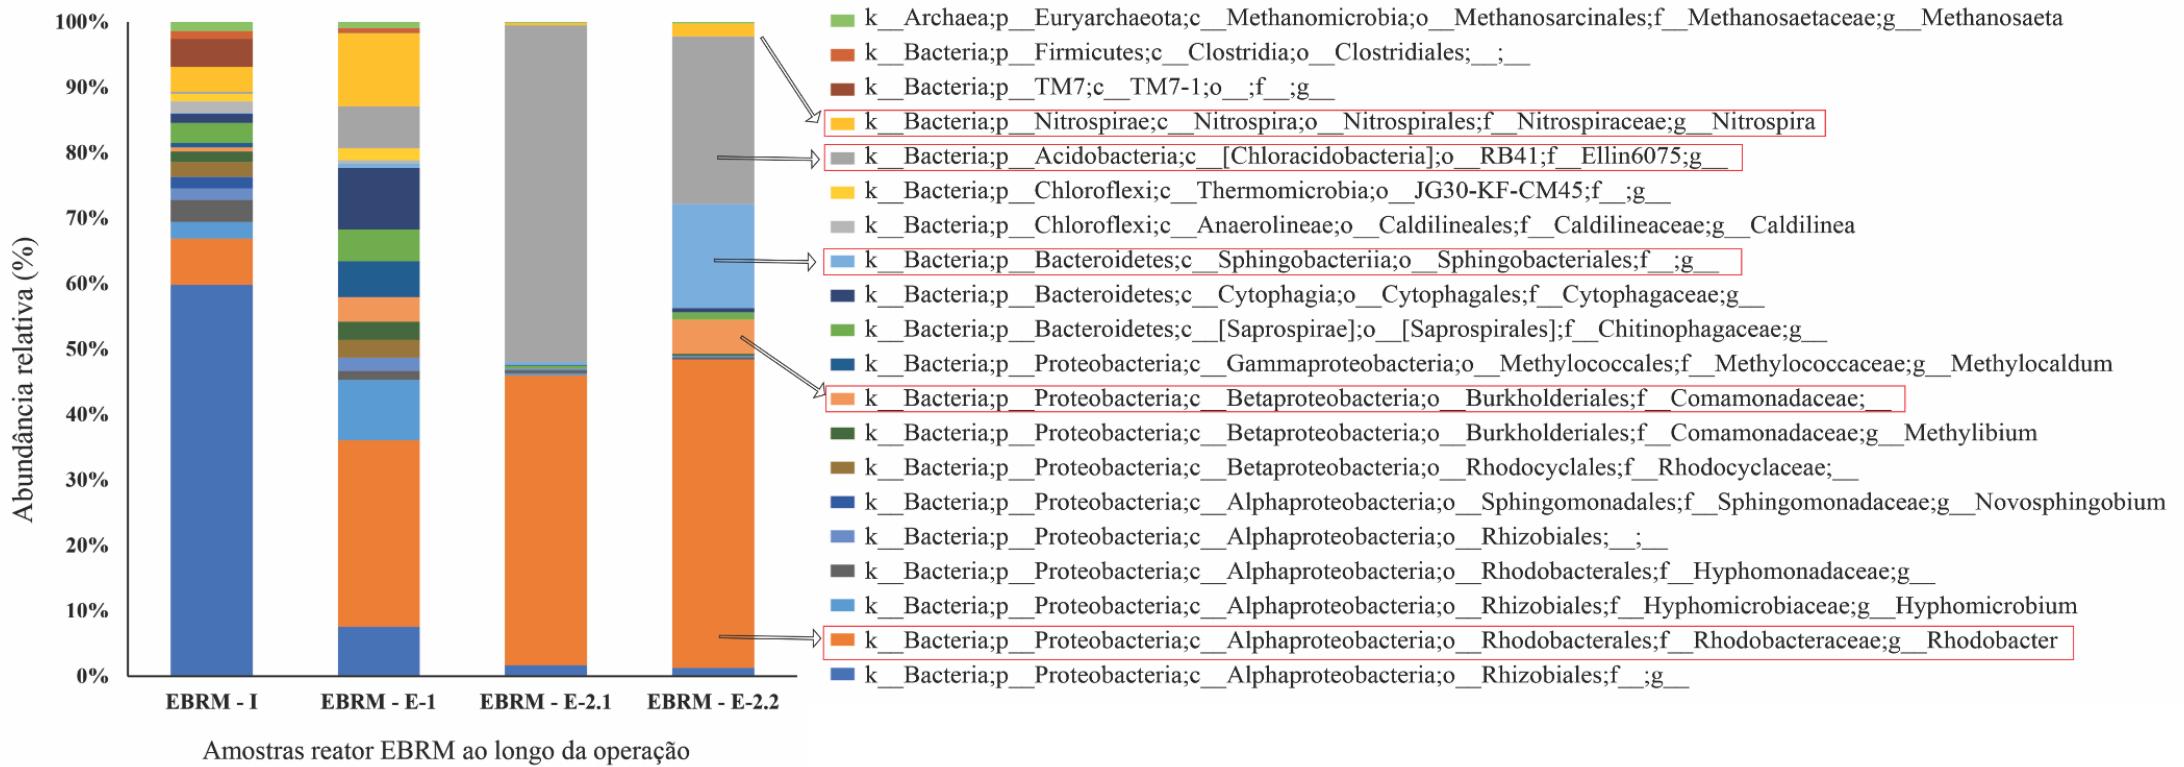 Abundância relativa (%)
100%
90%
80%
70%
60%
50%
40%
30%
20%
10%
0%
EBRM - I
EBRM - E-1
EBRM - E-2.1
EBRM - E-2.2
Amostras reator EBRM ao longo da operação
k__Archaea;p__Euryarchaeota;c__Methanomicrobia;o__Methanosarcinales;f__Methanosaetaceae;g__Methanosaeta
k__Bacteria;p__Firmicutes;c__Clostridia;o__Clostridiales;__;__
k__Bacteria;p__TM7;c__TM7-1;o__;f__;g__
k__Bacteria;p__Nitrospirae;c__Nitrospira;o__Nitrospirales;f__Nitrospiraceae;g__Nitrospira
k__Bacteria;p__Acidobacteria;c__[Chloracidobacteria];o__RB41;f__Ellin6075;g__
k__Bacteria;p__Chloroflexi;c__Thermomicrobia;o__JG30-KF-CM45;f__;g__
k__Bacteria;p__Chloroflexi;c__Anaerolineae;o__Caldilineales;f__Caldilineaceae;g__Caldilinea
k__Bacteria;p__Bacteroidetes;c__Sphingobacteriia;o__Sphingobacteriales;f__;g__
k__Bacteria;p__Bacteroidetes;c__Cytophagia;o__Cytophagales;f__Cytophagaceae;g__
k__Bacteria;p__Bacteroidetes;c__[Saprospirae];o__[Saprospirales];f__Chitinophagaceae;g__
k__Bacteria;p__Proteobacteria;c__Gammaproteobacteria;o__Methylococcales;f__Methylococcaceae;g__Methylocaldum
k__Bacteria;p__Proteobacteria;c__Betaproteobacteria;o__Burkholderiales;f__Comamonadaceae;__
k__Bacteria;p__Proteobacteria;c__Betaproteobacteria;o__Burkholderiales;f__Comamonadaceae;g__Methylibium
k__Bacteria;p__Proteobacteria;c__Betaproteobacteria;o__Rhodocyclales;f__Rhodocyclaceae;__
k__Bacteria;p__Proteobacteria;c__Alphaproteobacteria;o__Sphingomonadales;f__Sphingomonadaceae;g__Novosphingobium
k__Bacteria;p__Proteobacteria;c__Alphaproteobacteria;o__Rhizobiales;__;__
k__Bacteria;p__Proteobacteria;c__Alphaproteobacteria;o__Rhodobacterales;f__Hyphomonadaceae;g__
k__Bacteria;p__Proteobacteria;c__Alphaproteobacteria;o__Rhizobiales;f__Hyphomicrobiaceae;g__Hyphomicrobium
k__Bacteria;p__Proteobacteria;c__Alphaproteobacteria;o__Rhodobacterales;f__Rhodobacteraceae;g__Rhodobacter
k__Bacteria;p__Proteobacteria;c__Alphaproteobacteria;o__Rhizobiales;f__;g__